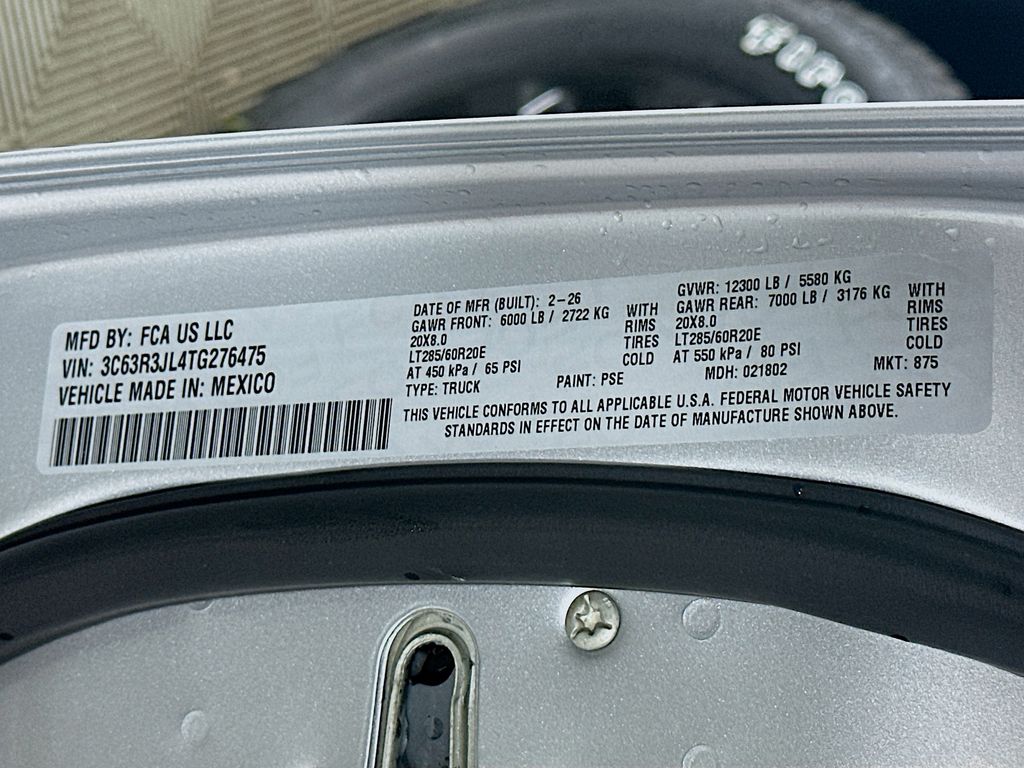 MFD BY: FCA US LLC
VIN: 3C63R3JL4TG276475
VEHICLE MADE IN: MEXICO
DATE OF MFR (BUILT): 2-26
GAWR FRONT: 6000 LB / 2722 KG WITH
20X8.0 RIMS
LT285/60R20E TIRES
AT 450 kPa / 65 PSI COLD
TYPE: TRUCK PAINT: PSE
GVWR: 12300 LB / 5580 KG
GAWR REAR: 7000 LB / 3176 KG WITH
20X8.0 RIMS
LT285/60R20E TIRES
AT 550 kPa / 80 PSI COLD
MDH: 021802 MKT: 875
THIS VEHICLE CONFORMS TO ALL APPLICABLE U.S.A. FEDERAL MOTOR VEHICLE SAFETY
STANDARDS IN EFFECT ON THE DATE OF MANUFACTURE SHOWN ABOVE.